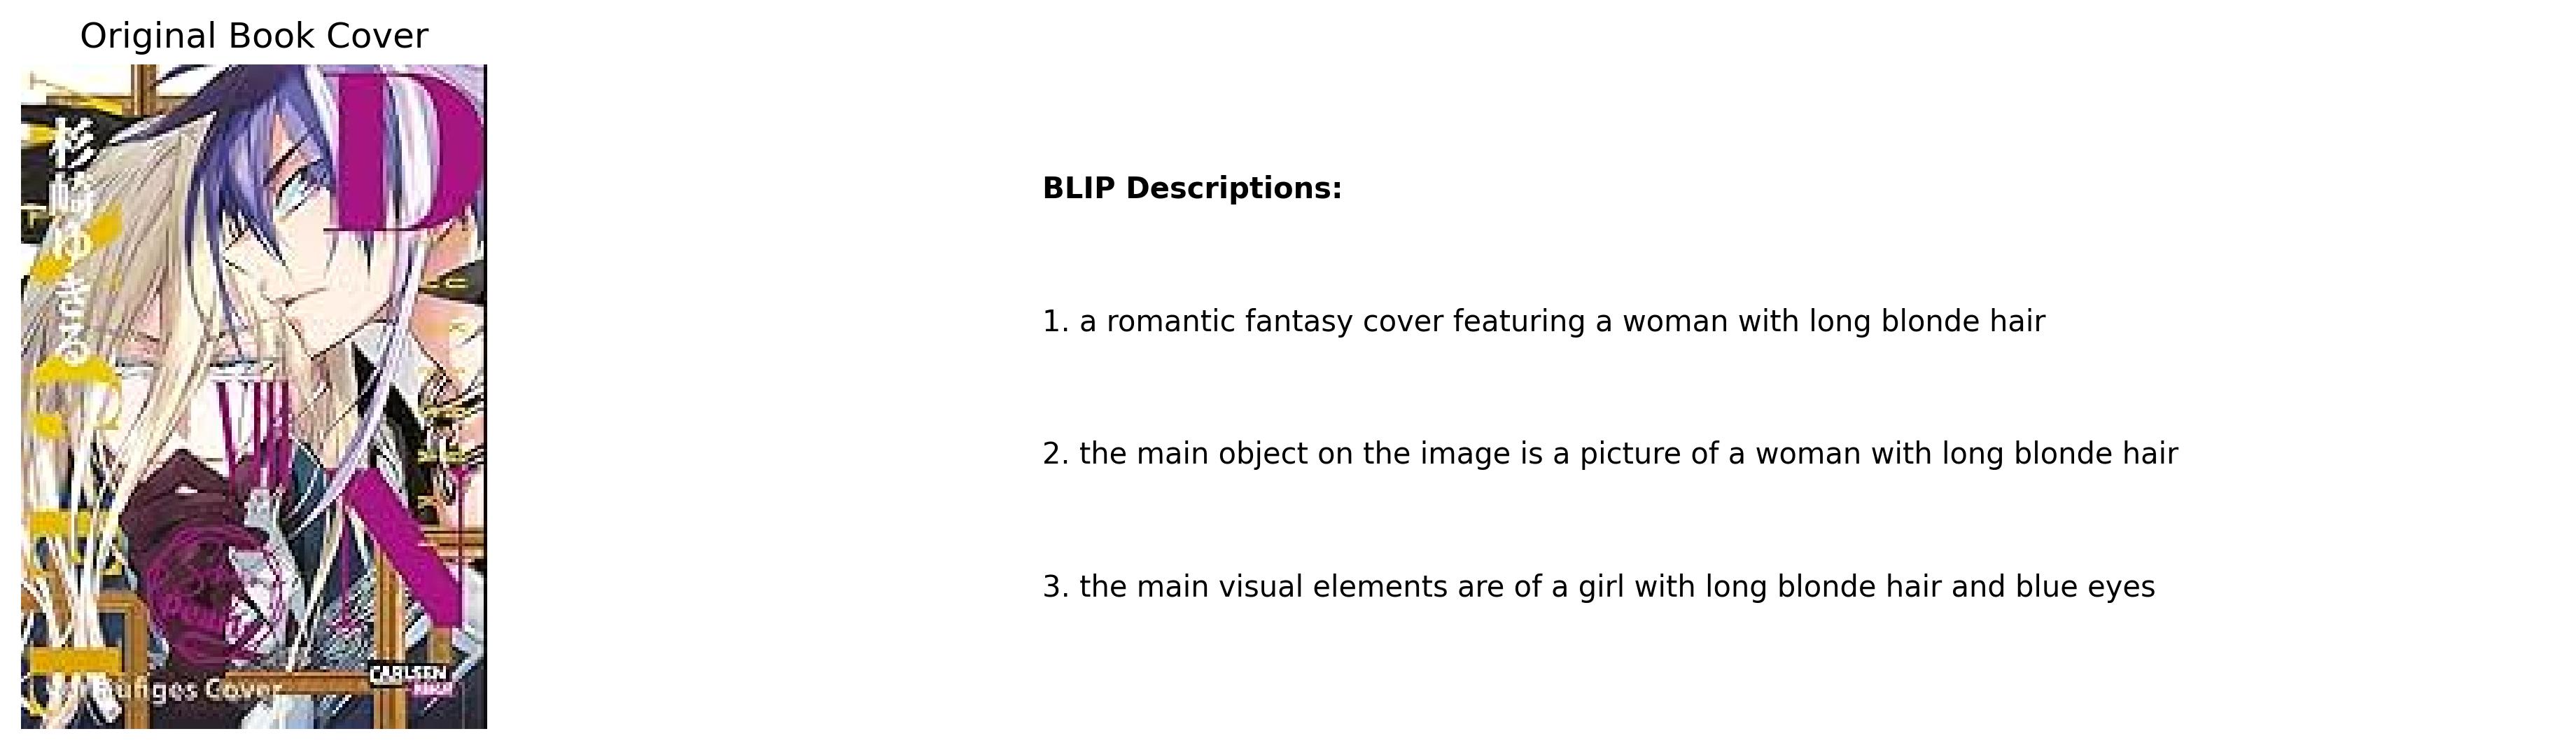 Original Book Cover
杉崎ゆきる
D
N
CARLSEN
Vorläufiges Cover
BLIP Descriptions:
1. a romantic fantasy cover featuring a woman with long blonde hair
2. the main object on the image is a picture of a woman with long blonde hair
3. the main visual elements are of a girl with long blonde hair and blue eyes